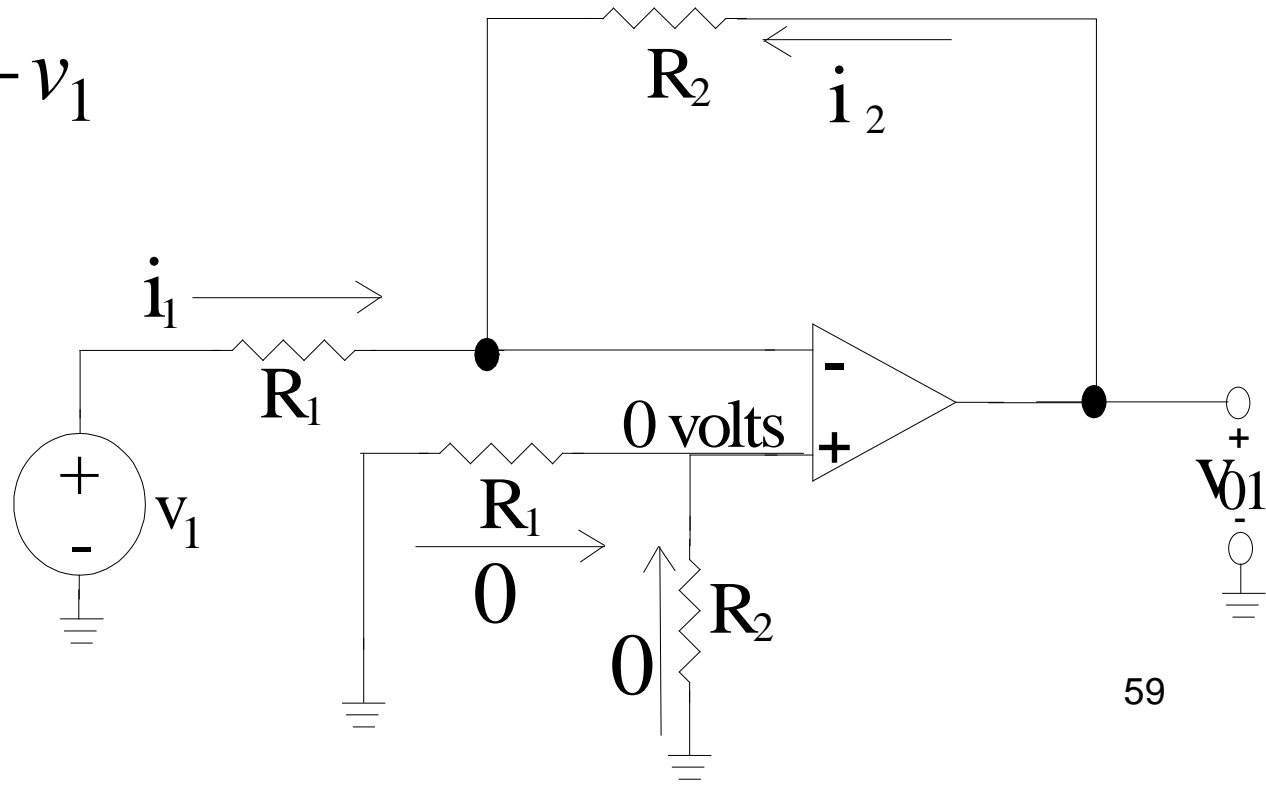 - v₁
R₂
i ₂
i₁
R₁
0 volts
-
+
+
v₁
-
R₁
0
R₂
0
+
v₀₁
-
59